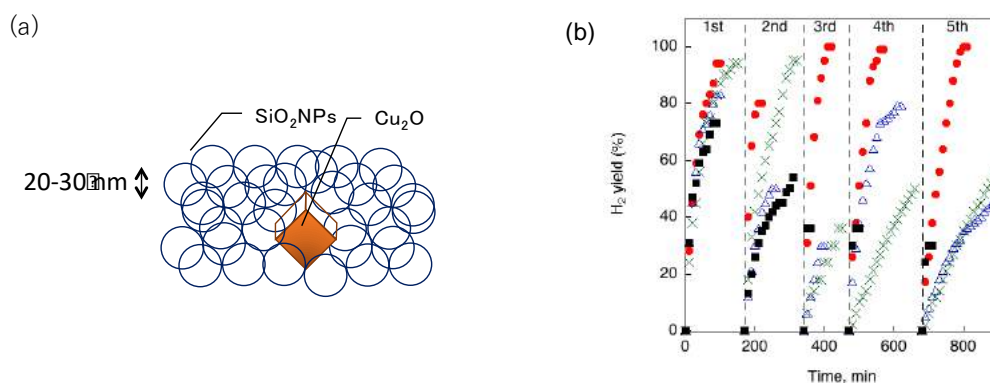 (a)
SiO₂NPs
Cu₂O
20-30 nm
(b)
1st 2nd 3rd 4th 5th
100
80
60
40
20
0
H₂ yield (%)
0 200 400 600 800
Time, min